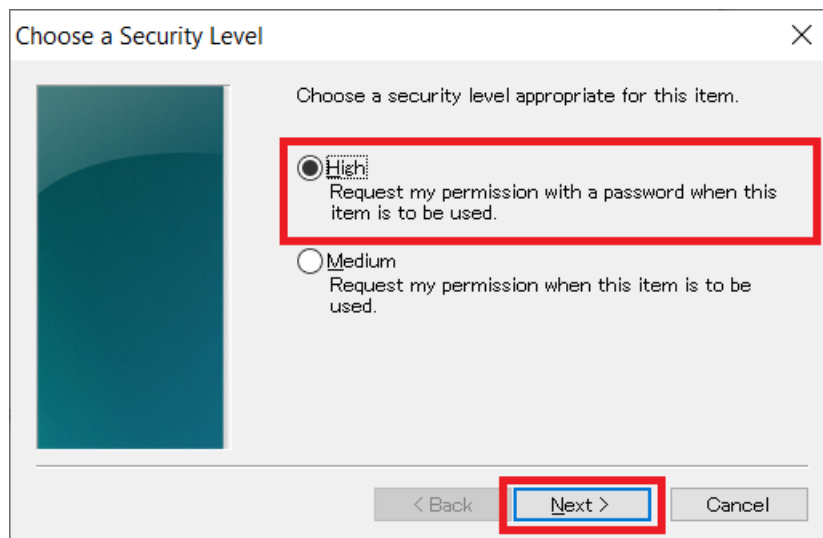 Choose a Security Level
Choose a security level appropriate for this item.
High
Request my permission with a password when this
item is to be used.
Medium
Request my permission when this item is to be
used.
< Back
Next >
Cancel